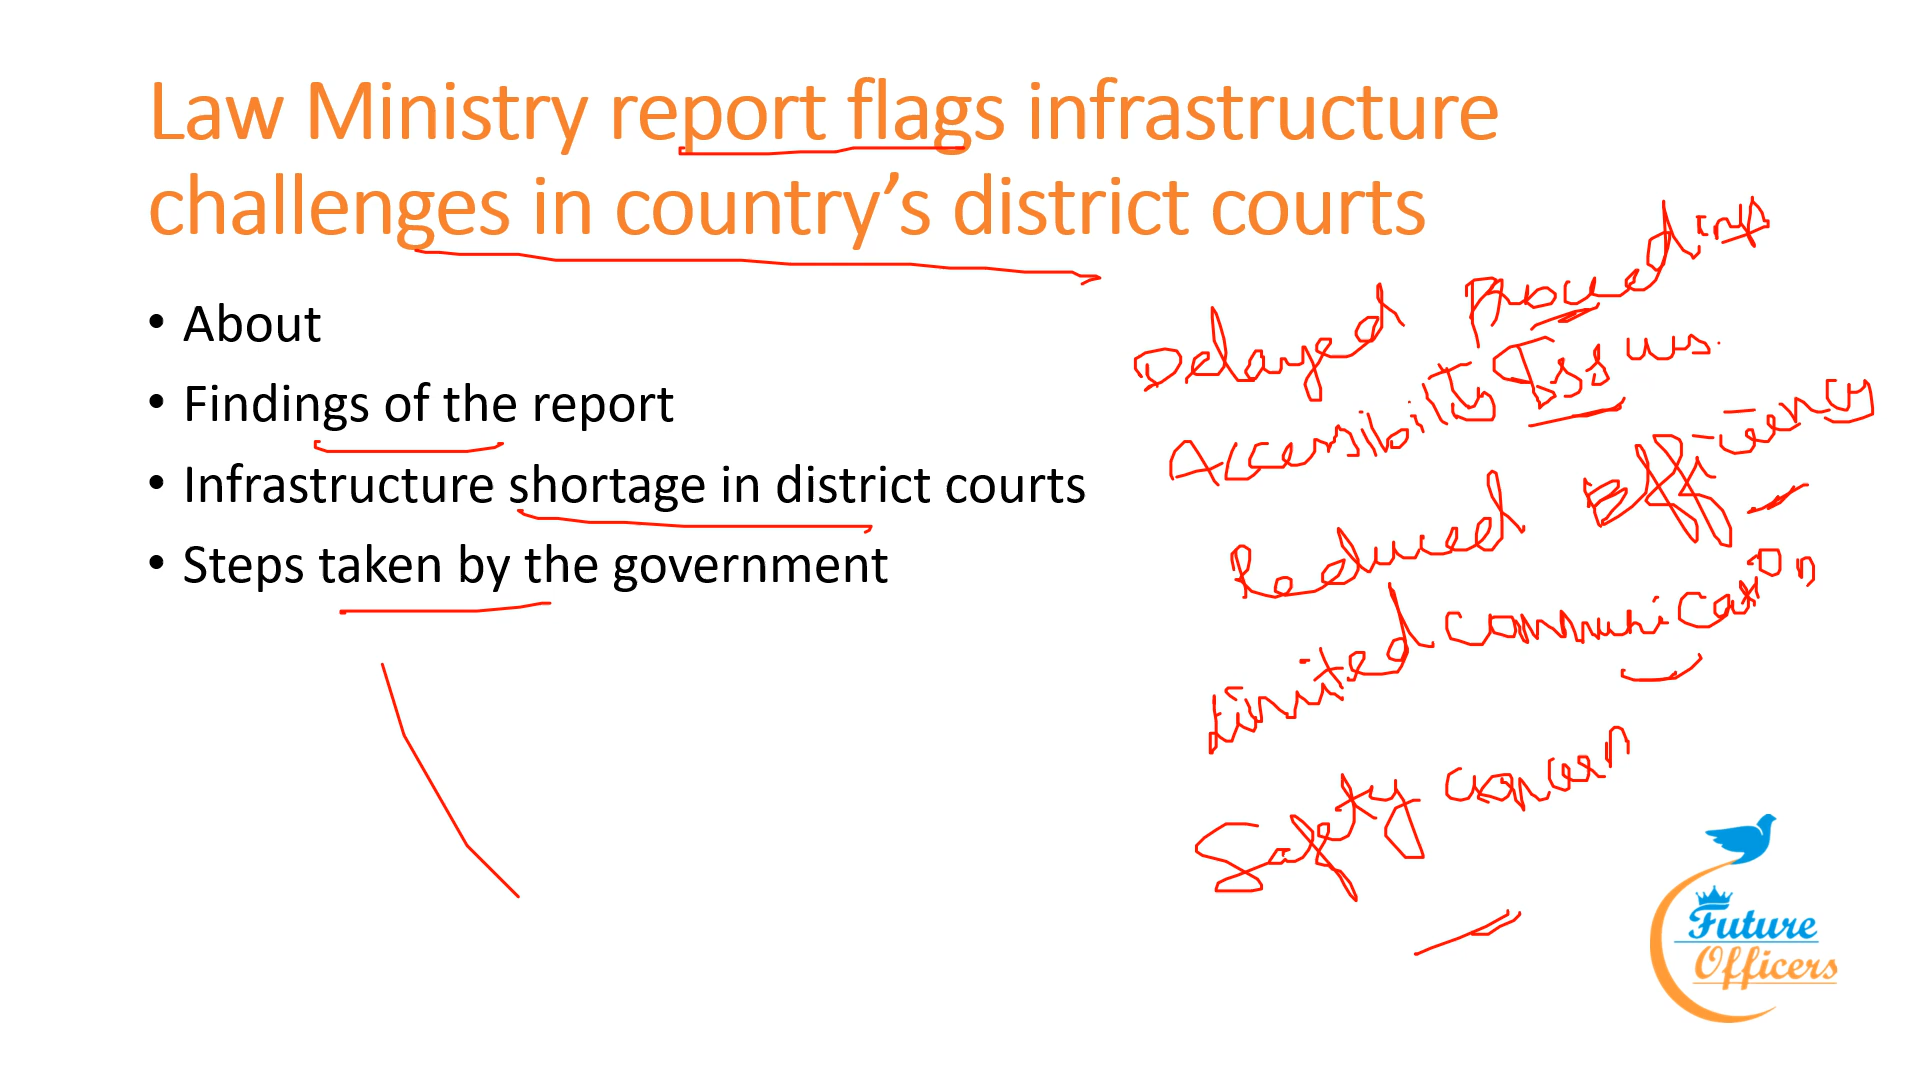 Law Ministry report flags infrastructure
challenges in country’s district courts
• About
• Findings of the report
• Infrastructure shortage in district courts
• Steps taken by the government
Delayed Proceedings
Accessibility Issues.
Reduced Efficiency
Limited communication
Safety concern
Future
Officers